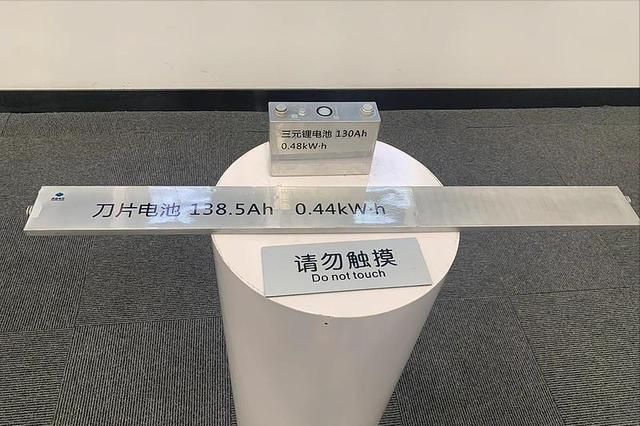 三元锂电池 130Ah
0.48kW·h
刀片电池 138.5Ah 0.44kW·h
请勿触摸
Do not touch